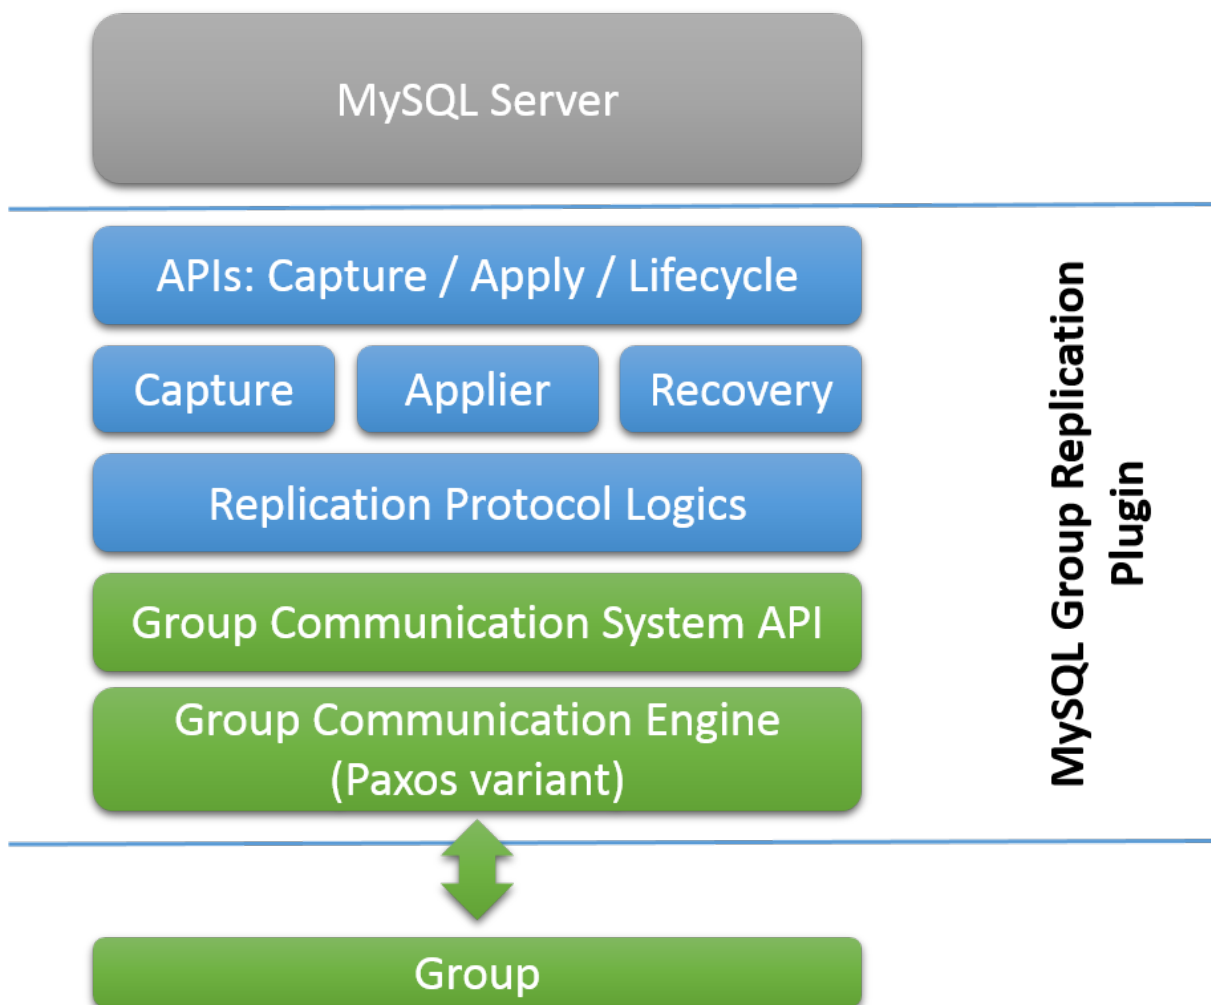 MySQL Server
APIs: Capture / Apply / Lifecycle
Capture
Applier
Recovery
Replication Protocol Logics
Group Communication System API
Group Communication Engine
(Paxos variant)
Group
MySQL Group Replication
Plugin